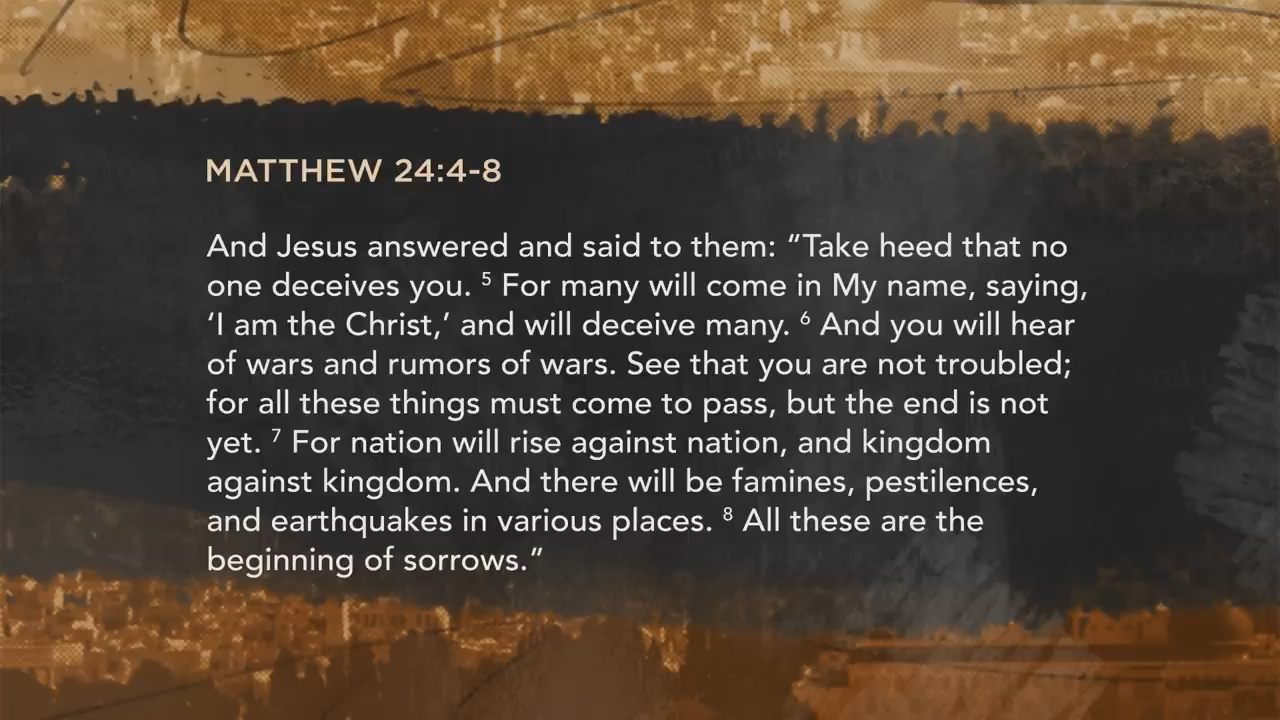 MATTHEW 24:4-8
And Jesus answered and said to them: “Take heed that no
one deceives you. ⁵ For many will come in My name, saying,
‘I am the Christ,’ and will deceive many. ⁶ And you will hear
of wars and rumors of wars. See that you are not troubled;
for all these things must come to pass, but the end is not
yet. ⁷ For nation will rise against nation, and kingdom
against kingdom. And there will be famines, pestilences,
and earthquakes in various places. ⁸ All these are the
beginning of sorrows.”